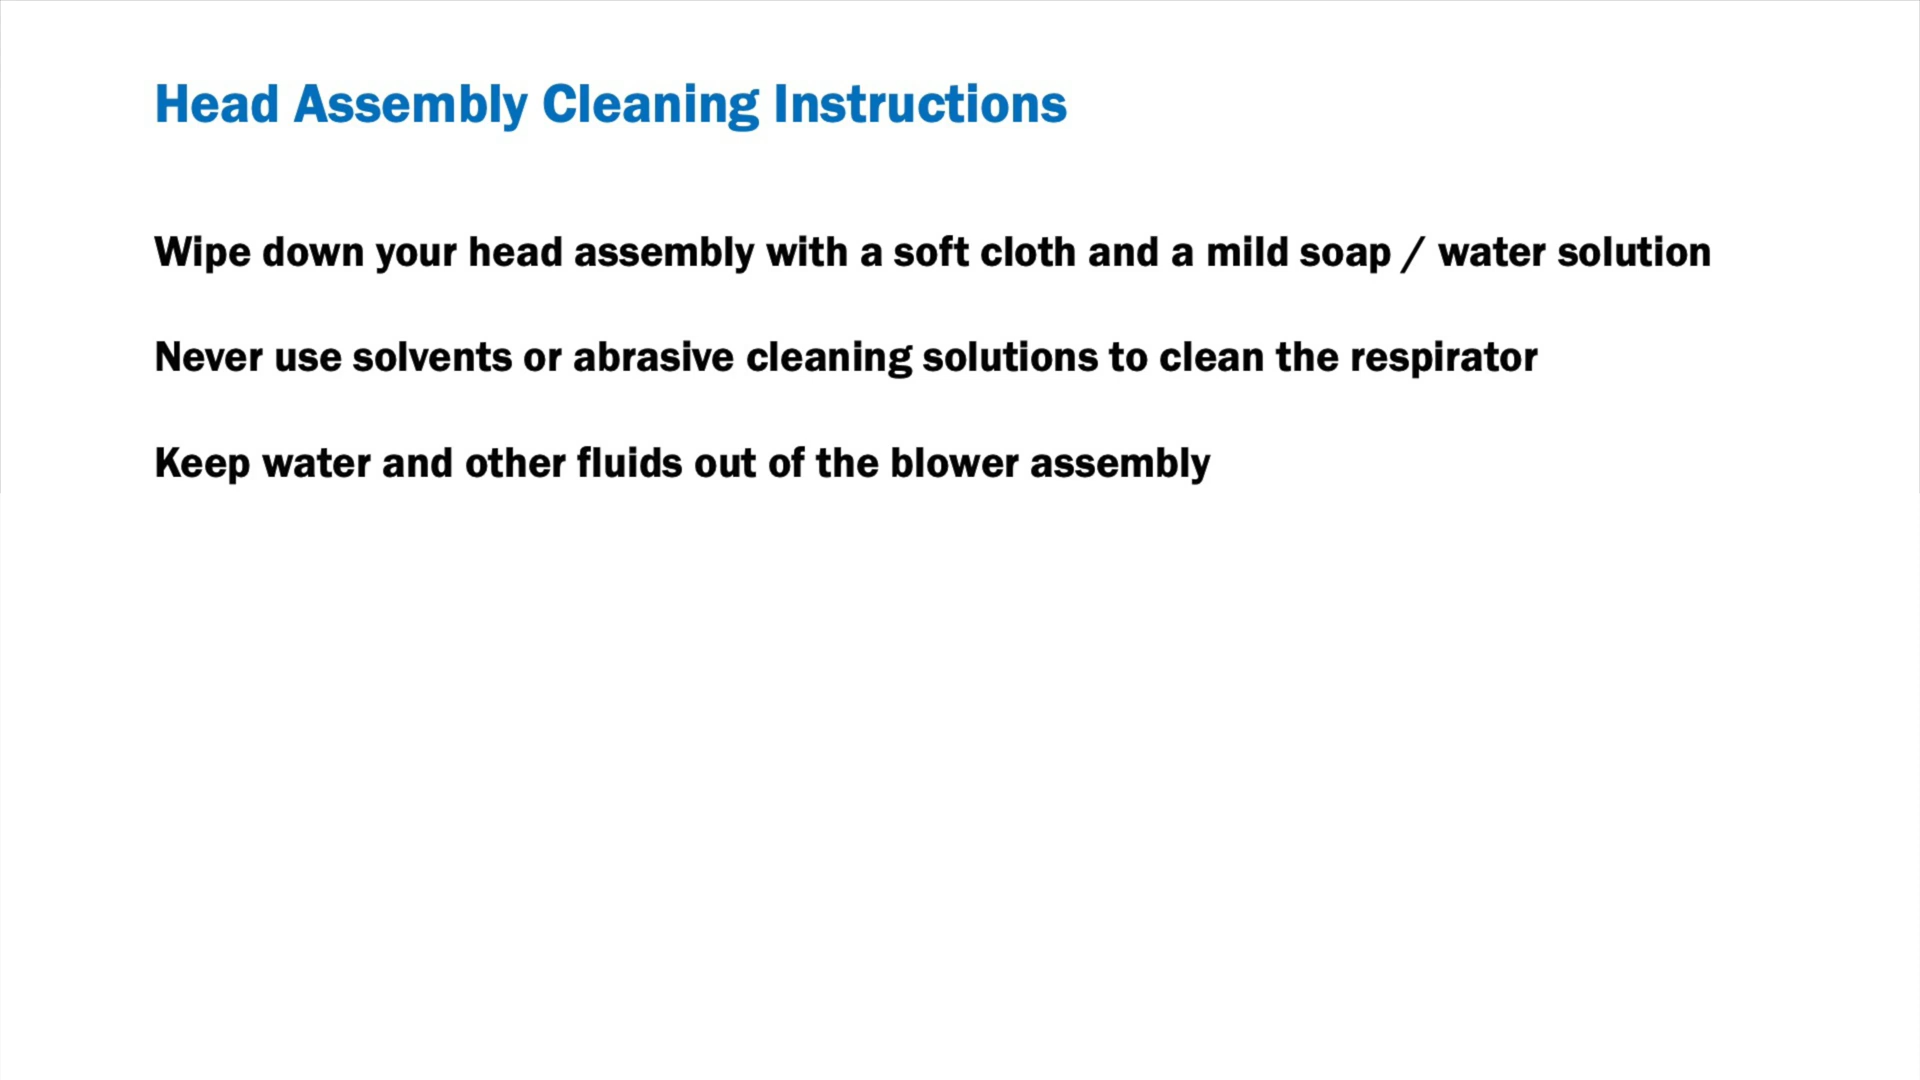 Head Assembly Cleaning Instructions
Wipe down your head assembly with a soft cloth and a mild soap / water solution
Never use solvents or abrasive cleaning solutions to clean the respirator
Keep water and other fluids out of the blower assembly